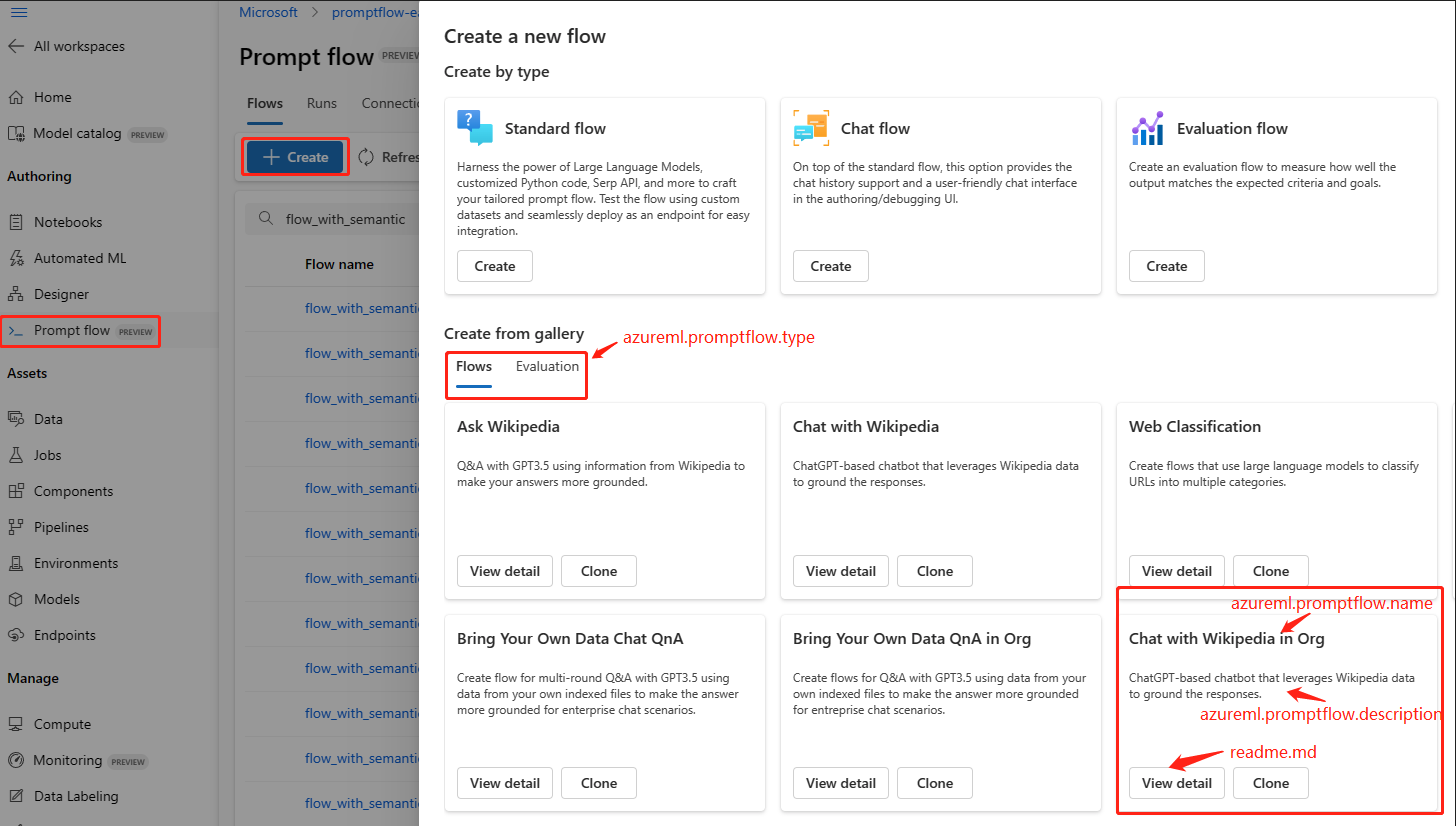 All workspaces
Home
Model catalog PREVIEW
Authoring
Notebooks
Automated ML
Designer
Prompt flow PREVIEW
Assets
Data
Jobs
Components
Pipelines
Environments
Models
Endpoints
Manage
Compute
Monitoring PREVIEW
Data Labeling
Microsoft > promptflow-ea
Prompt flow PREVIEW
Flows Runs Connectio
+ Create Refres
flow_with_semantic
Flow name
flow_with_semantic
flow_with_semantic
flow_with_semantic
flow_with_semantic
flow_with_semantic
flow_with_semantic
flow_with_semantic
flow_with_semantic
flow_with_semantic
flow_with_semantic
flow_with_semantic
flow_with_semantic
Create a new flow
Create by type
Standard flow
Harness the power of Large Language Models,
customized Python code, Serp API, and more to craft
your tailored prompt flow. Test the flow using custom
datasets and seamlessly deploy as an endpoint for easy
integration.
Create
Chat flow
On top of the standard flow, this option provides the
chat history support and a user-friendly chat interface
in the authoring/debugging UI.
Create
Evaluation flow
Create an evaluation flow to measure how well the
output matches the expected criteria and goals.
Create
Create from gallery
azureml.promptflow.type
Flows Evaluation
Ask Wikipedia
Q&A with GPT3.5 using information from Wikipedia to
make your answers more grounded.
View detail Clone
Chat with Wikipedia
ChatGPT-based chatbot that leverages Wikipedia data
to ground the responses.
View detail Clone
Web Classification
Create flows that use large language models to classify
URLs into multiple categories.
View detail Clone
Bring Your Own Data Chat QnA
Create flow for multi-round Q&A with GPT3.5 using
data from your own indexed files to make the answer
more grounded for enterprise chat scenarios.
View detail Clone
Bring Your Own Data QnA in Org
Create flows for Q&A with GPT3.5 using data from your
own indexed files to make the answer more grounded
for entreprise chat scenarios.
View detail Clone
azureml.promptflow.name
Chat with Wikipedia in Org
ChatGPT-based chatbot that leverages Wikipedia data
to ground the responses.
azureml.promptflow.description
readme.md
View detail Clone